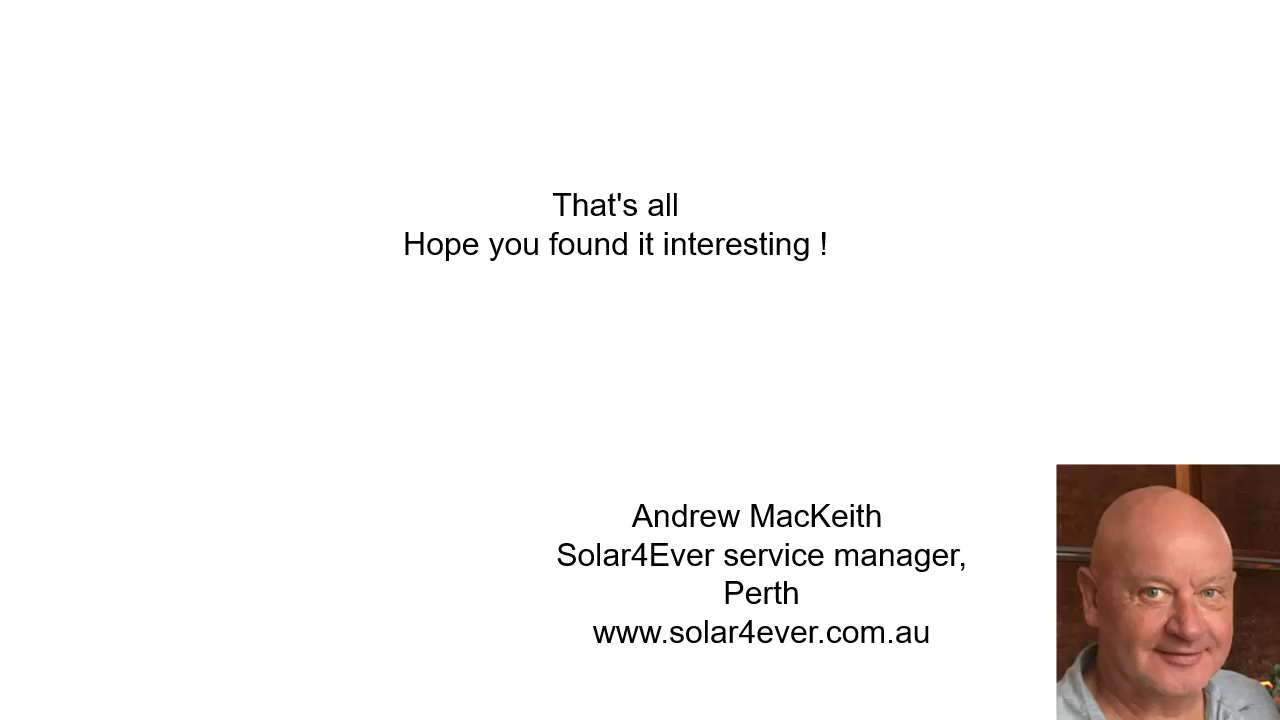 That's all
Hope you found it interesting !
Andrew MacKeith
Solar4Ever service manager,
Perth
www.solar4ever.com.au